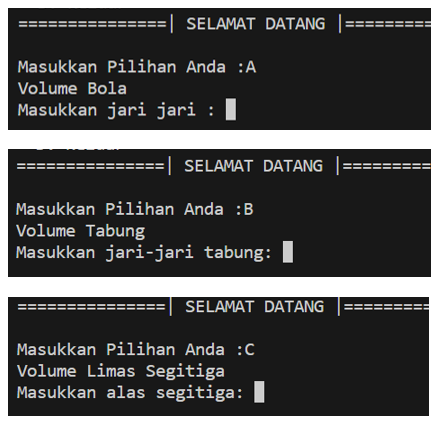 ===============| SELAMAT DATANG |=========
Masukkan Pilihan Anda :A
Volume Bola
Masukkan jari jari :
===============| SELAMAT DATANG |=========
Masukkan Pilihan Anda :B
Volume Tabung
Masukkan jari-jari tabung:
===============| SELAMAT DATANG |=========
Masukkan Pilihan Anda :C
Volume Limas Segitiga
Masukkan alas segitiga: